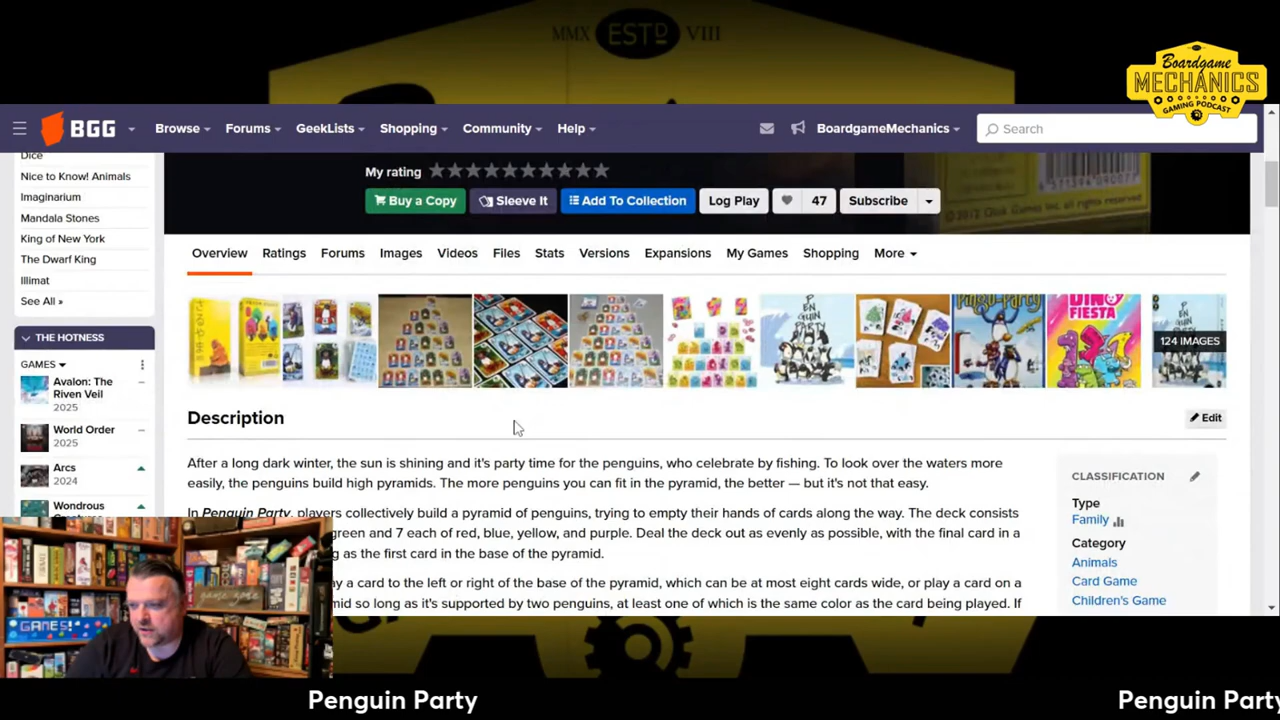 MMX ESTD VIII
Boardgame
MECHANICS
GAMING PODCAST
BGG
Browse
Forums
GeekLists
Shopping
Community
Help
BoardgameMechanics
Search
Dice
Nice to Know! Animals
Imaginarium
Mandala Stones
King of New York
The Dwarf King
Illimat
See All »
THE HOTNESS
GAMES
Avalon: The
Riven Veil
2025
World Order
2025
Arcs
2024
Wondrous
My rating
Buy a Copy
Sleeve It
Add To Collection
Log Play
47
Subscribe
Overview
Ratings
Forums
Images
Videos
Files
Stats
Versions
Expansions
My Games
Shopping
More
PENGUIN PARTY
Pingu-Party
DINO
FIESTA
124 IMAGES
Description
Edit
After a long dark winter, the sun is shining and it's party time for the penguins, who celebrate by fishing. To look over the waters more
easily, the penguins build high pyramids. The more penguins you can fit in the pyramid, the better — but it's not that easy.
In Penguin Party, players collectively build a pyramid of penguins, trying to empty their hands of cards along the way. The deck consists
green and 7 each of red, blue, yellow, and purple. Deal the deck out as evenly as possible, with the final card in a
g as the first card in the base of the pyramid.
ay a card to the left or right of the base of the pyramid, which can be at most eight cards wide, or play a card on a
mid so long as it's supported by two penguins, at least one of which is the same color as the card being played. If
CLASSIFICATION
Type
Family
Category
Animals
Card Game
Children's Game
GAMES!
Penguin Party
Penguin Party